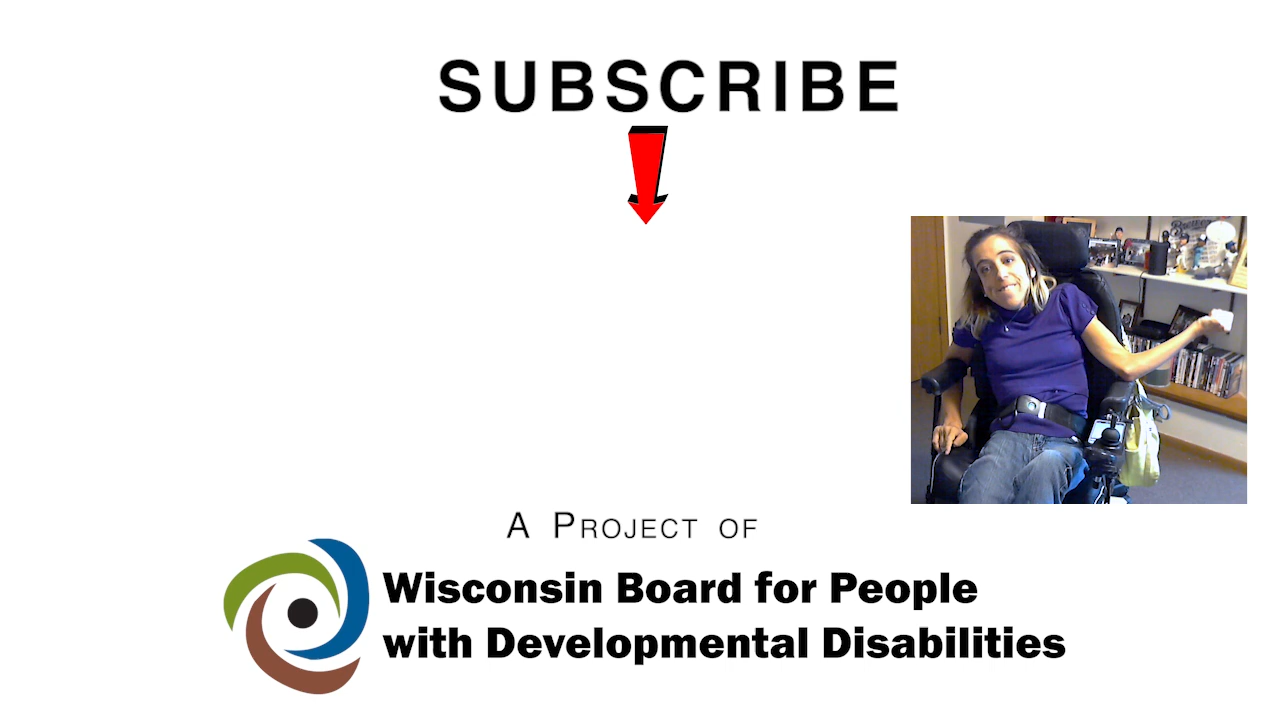 SUBSCRIBE
A PROJECT OF
Wisconsin Board for People
with Developmental Disabilities